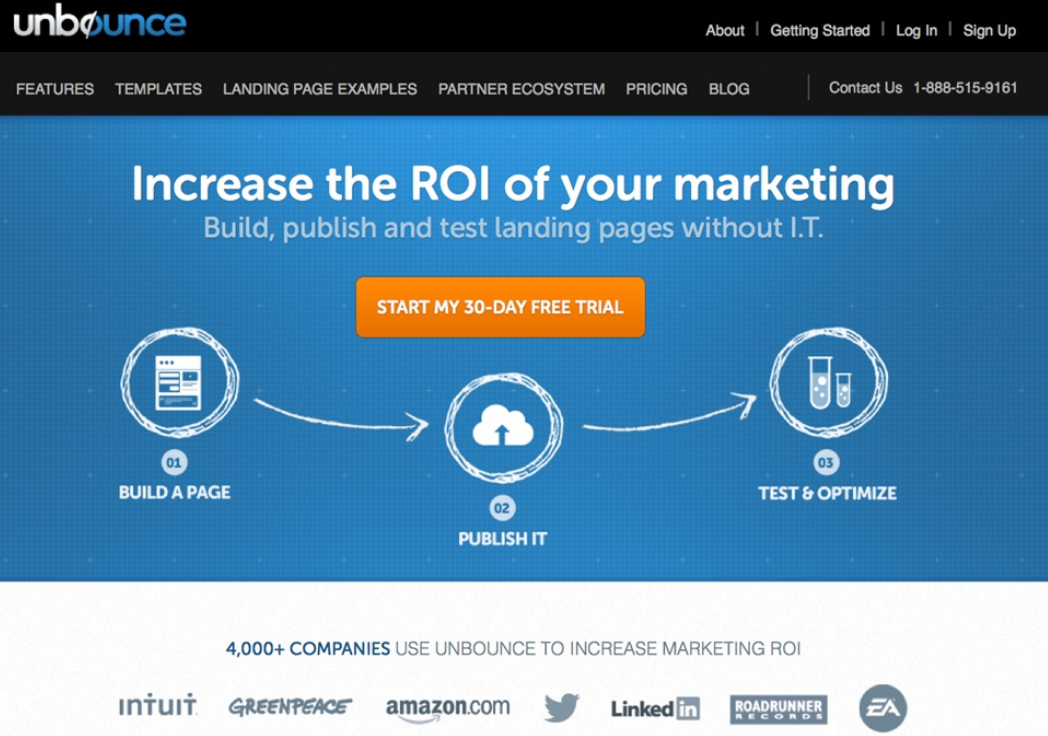 unbounce
About | Getting Started | Log In | Sign Up
FEATURES TEMPLATES LANDING PAGE EXAMPLES PARTNER ECOSYSTEM PRICING BLOG | Contact Us 1-888-515-9161
Increase the ROI of your marketing
Build, publish and test landing pages without I.T.
START MY 30-DAY FREE TRIAL
01
BUILD A PAGE
02
PUBLISH IT
03
TEST & OPTIMIZE
4,000+ COMPANIES USE UNBOUNCE TO INCREASE MARKETING ROI
INTUIT GREENPEACE amazon.com Linked in ROADRUNNER RECORDS EA